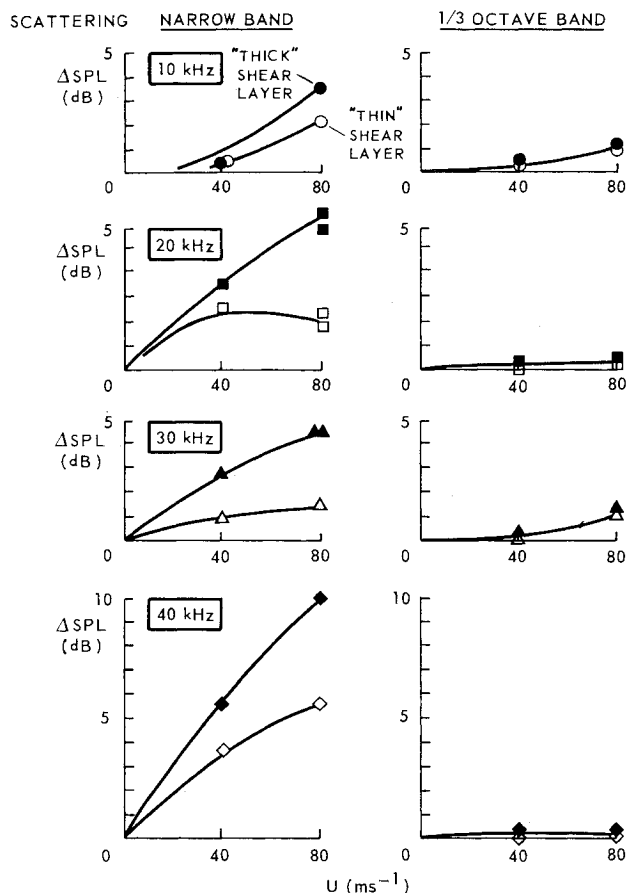 SCATTERING NARROW BAND 1/3 OCTAVE BAND
5 5
10 kHz
ΔSPL
(dB)
"THICK"
SHEAR
LAYER
"THIN"
SHEAR
LAYER
0 40 80 0 40 80
20 kHz
5 5
ΔSPL
(dB)
0 40 80 0 40 80
5 5
30 kHz
ΔSPL
(dB)
0 40 80 0 40 80
10 10
40 kHz
ΔSPL
(dB)
5 5
0 40 80 0 40 80
U (ms⁻¹)